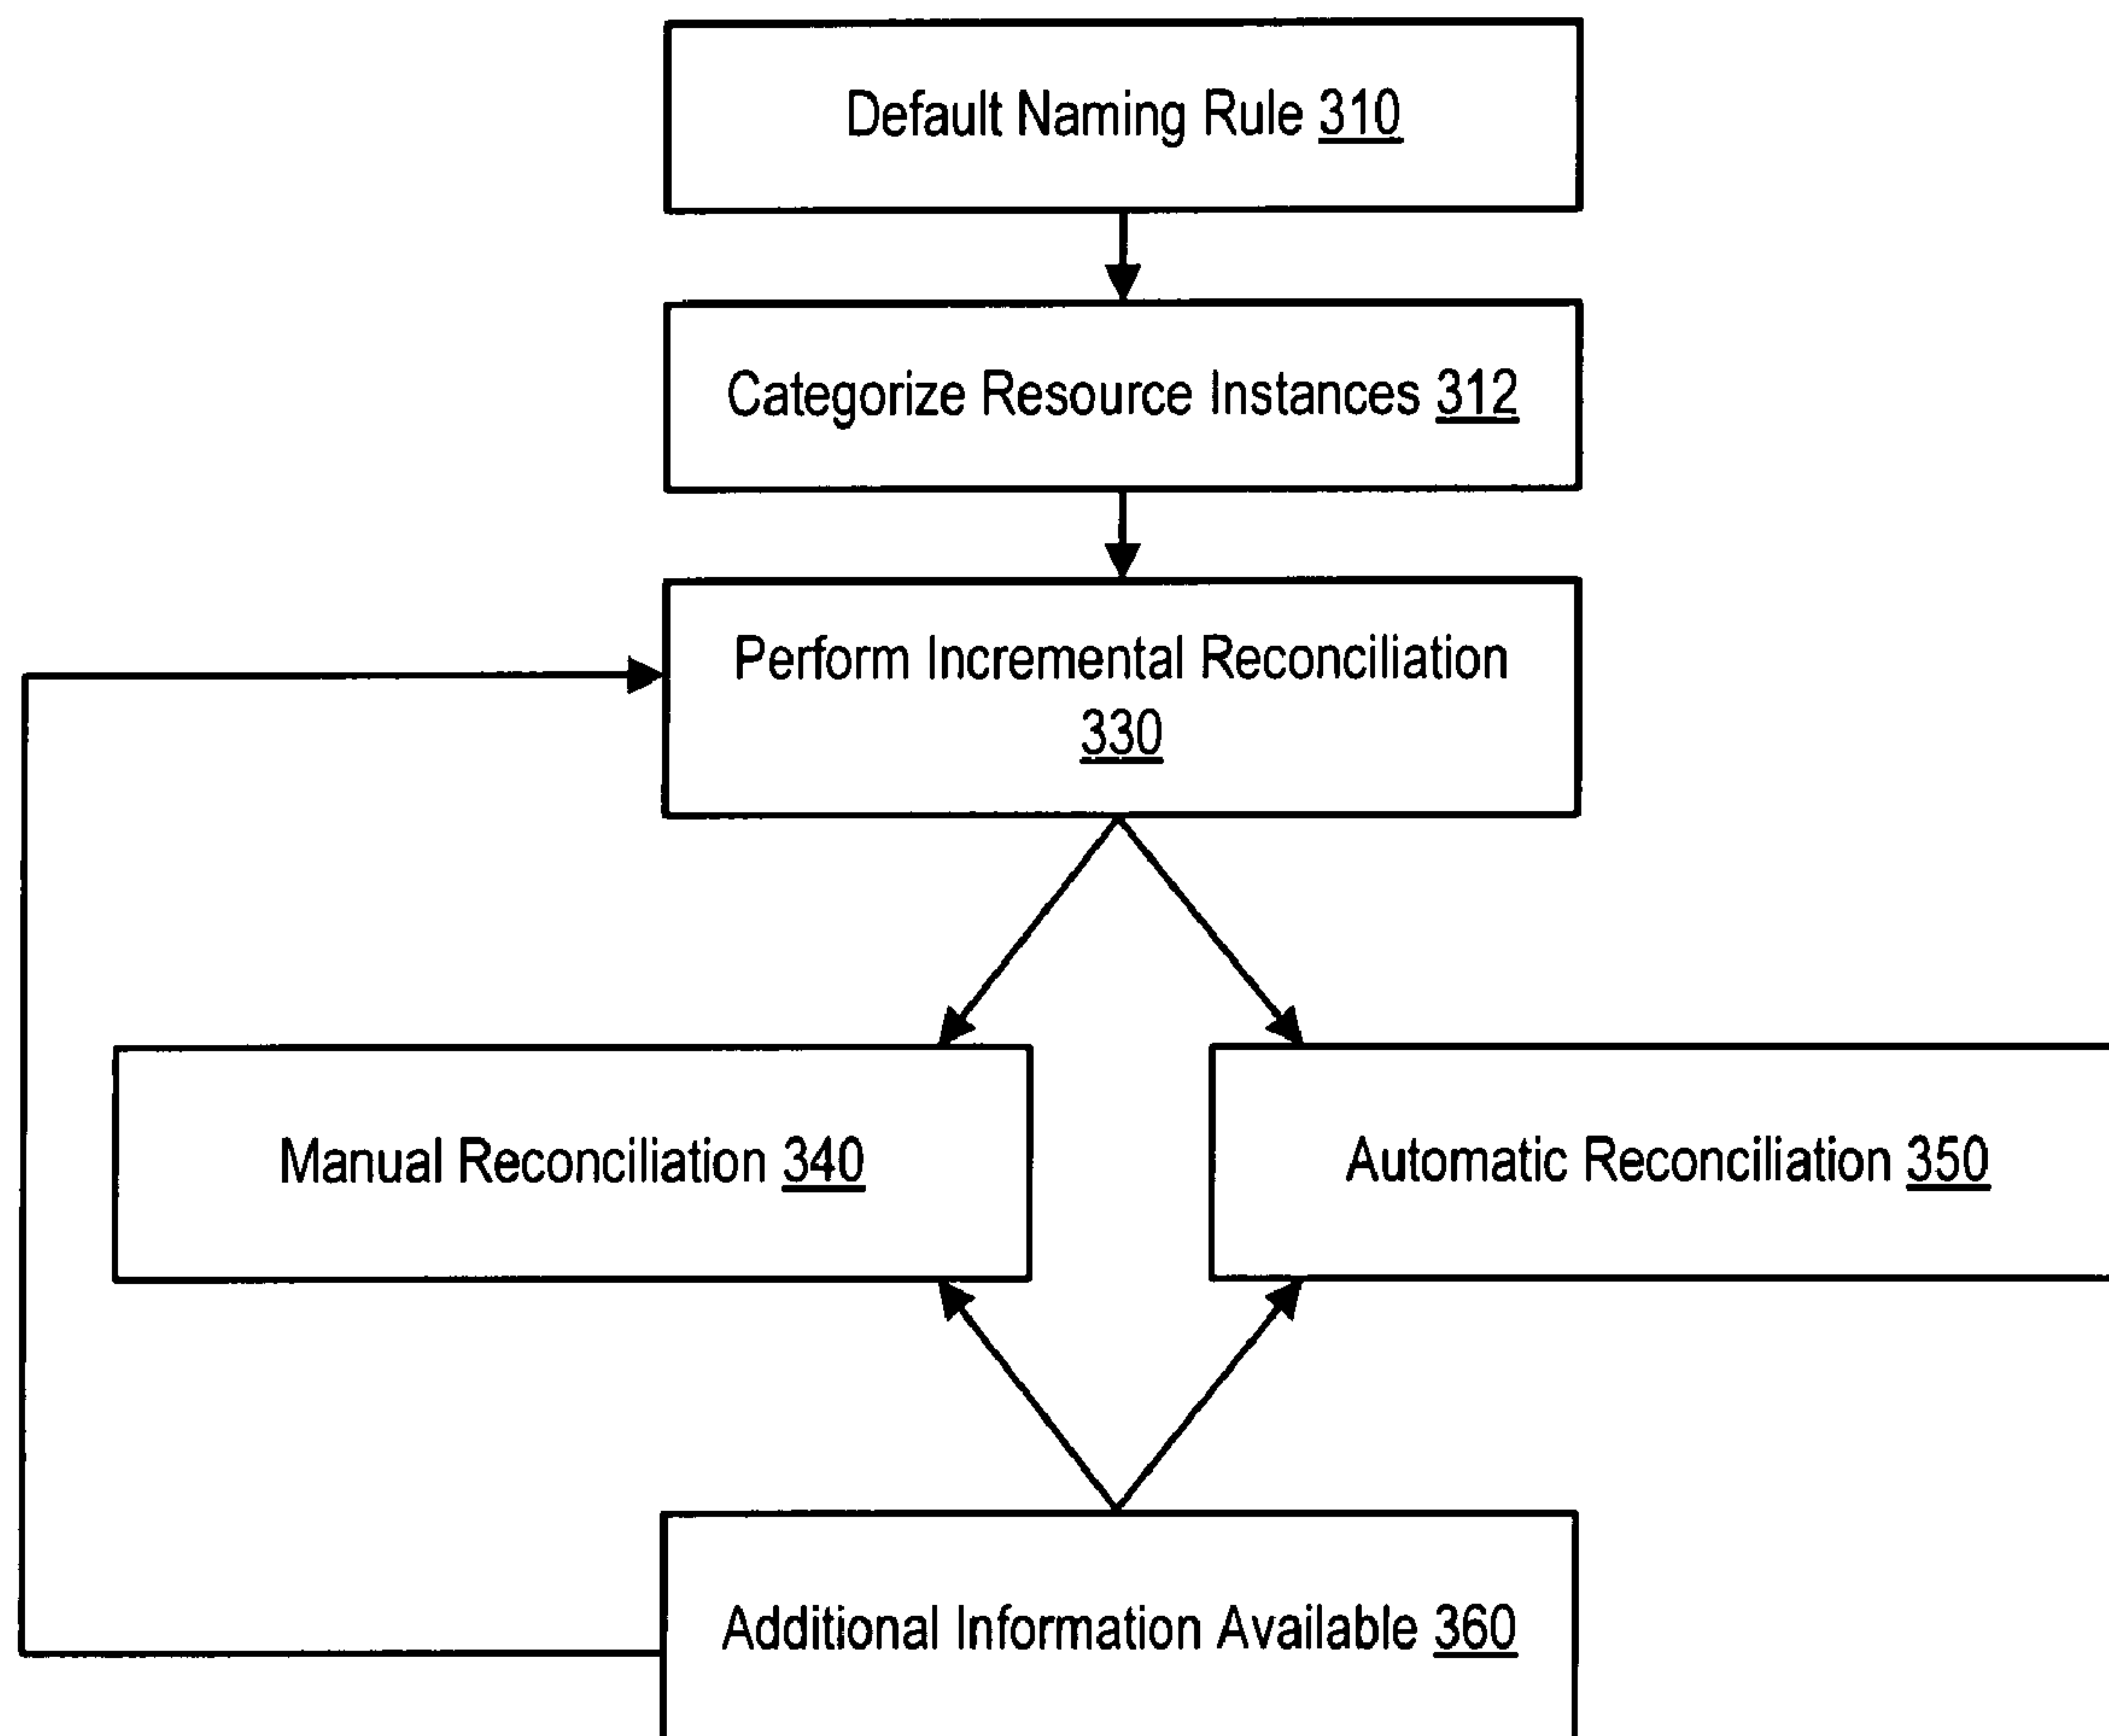 Default Naming Rule 310
Categorize Resource Instances 312
Perform Incremental Reconciliation
330
Manual Reconciliation 340
Automatic Reconciliation 350
Additional Information Available 360